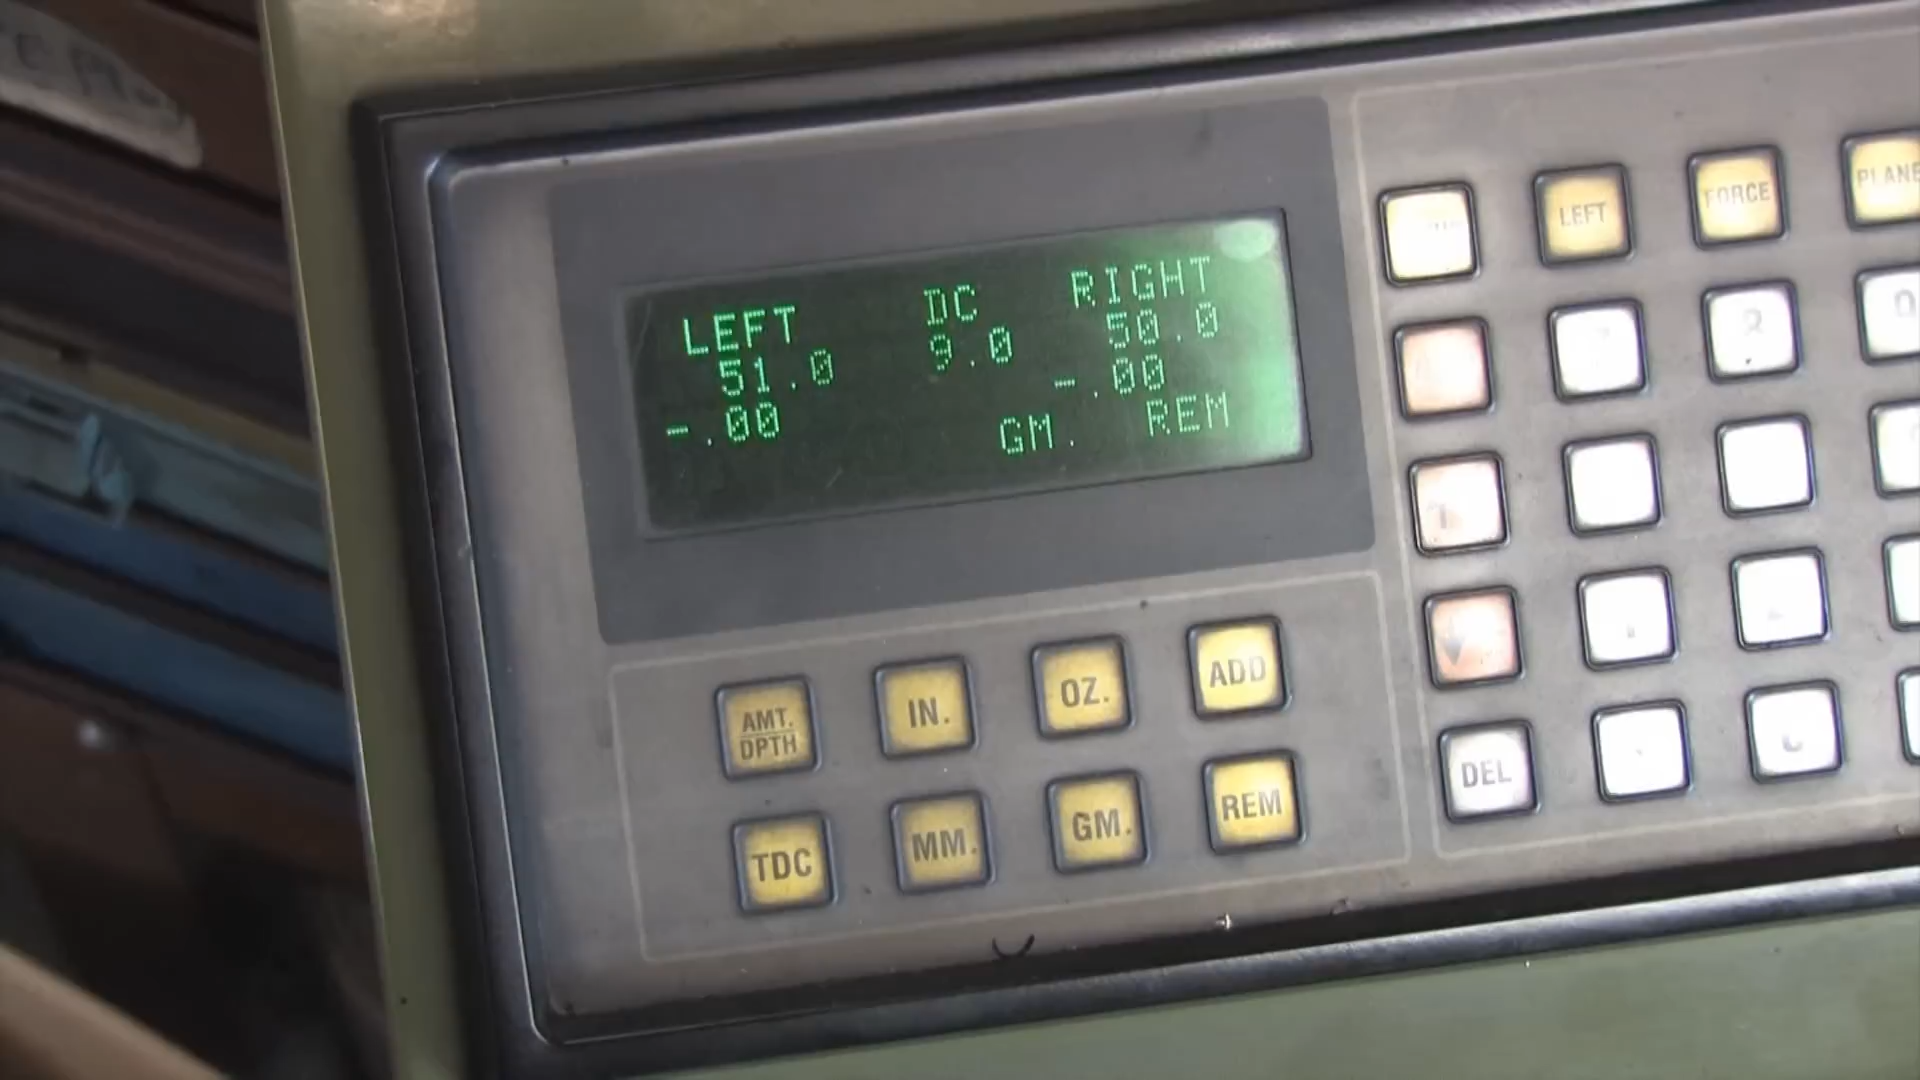 LEFT DC RIGHT
51.0 9.0 50.0
-.00 -.00
GM. REM
LEFT FORCE PLANE
AMT. DPTH IN. OZ. ADD
TDC MM. GM. REM
DEL